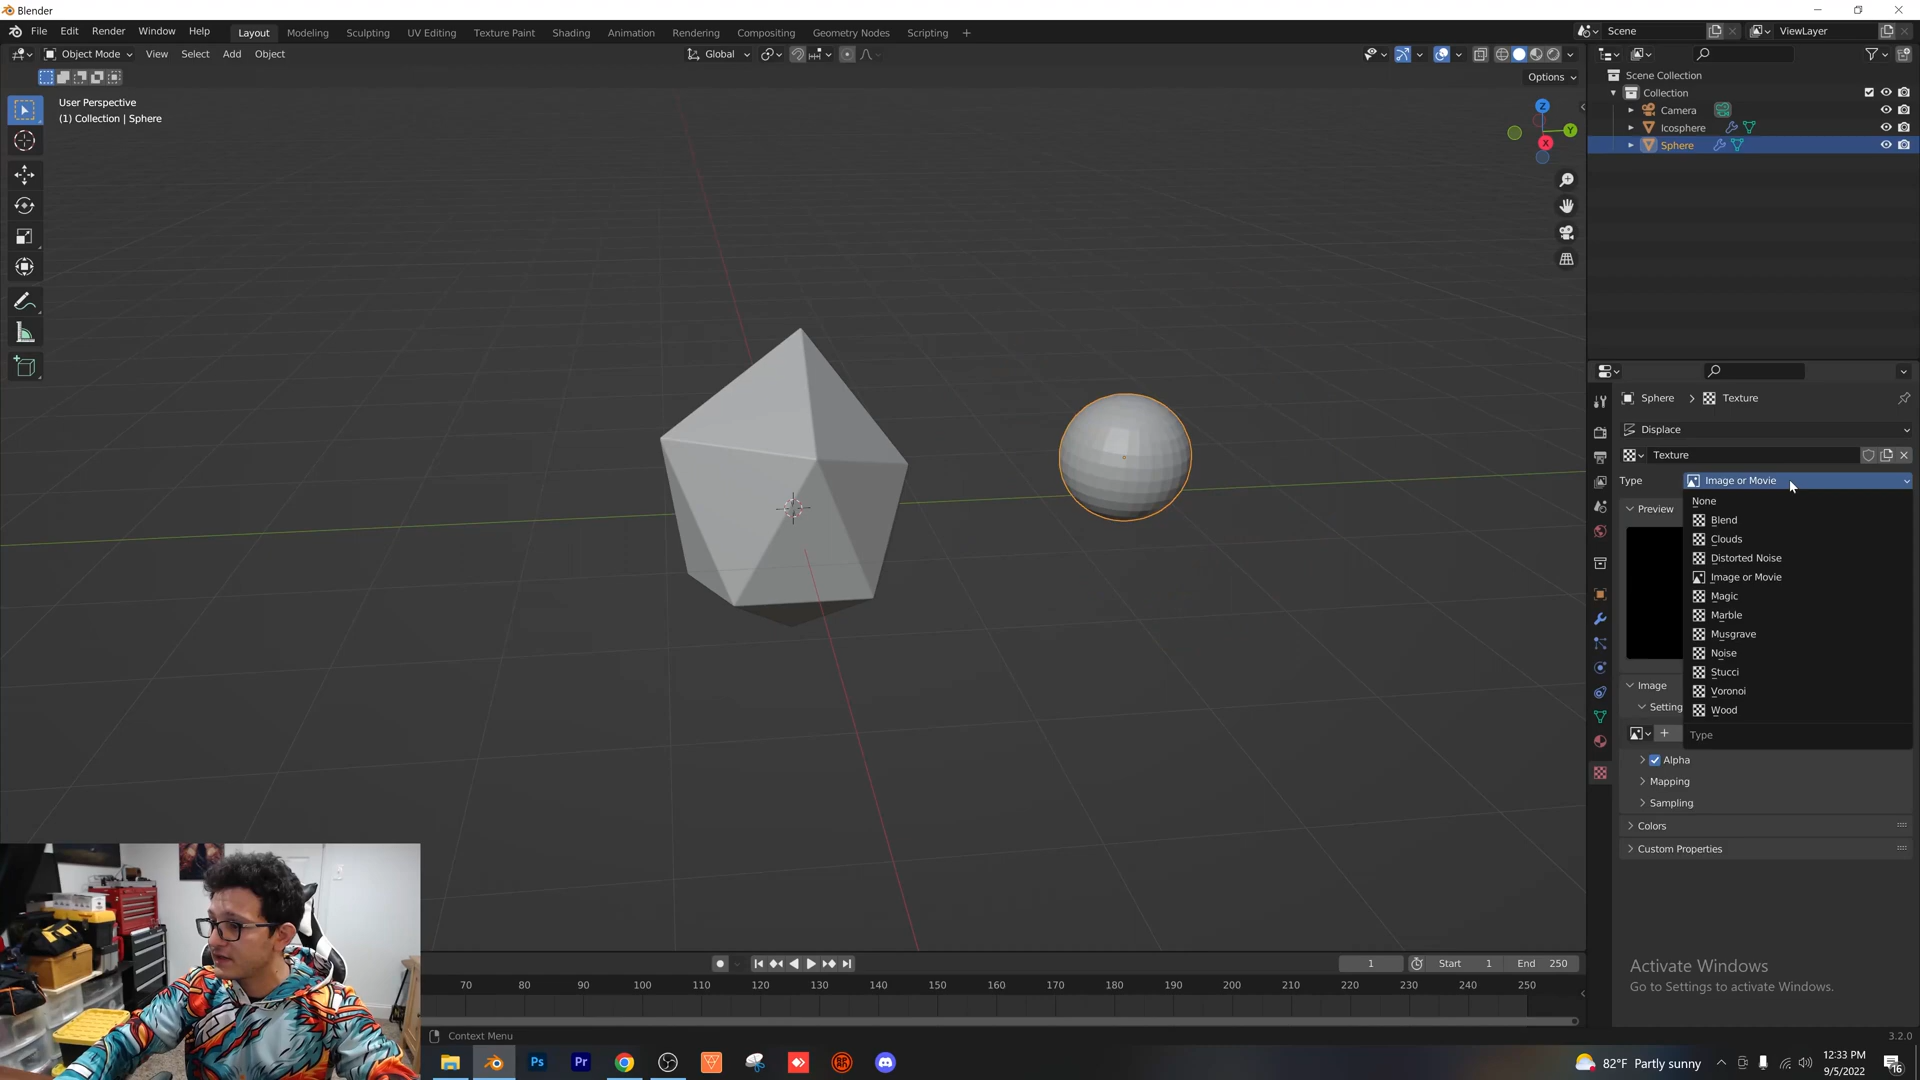 Blender
File Edit Render Window Help
Layout Modeling Sculpting UV Editing Texture Paint Shading Animation Rendering Compositing Geometry Nodes Scripting +
Scene
ViewLayer
Object Mode View Select Add Object
Global
Options
User Perspective
(1) Collection | Sphere
Z
Y
X
Scene Collection
Collection
Camera
Icosphere
Sphere
Sphere > Texture
Displace
Texture
Type Image or Movie
None
Blend
Clouds
Distorted Noise
Image or Movie
Magic
Marble
Musgrave
Noise
Stucci
Voronoi
Wood
Type
Preview
Image
Setting
Alpha
Mapping
Sampling
Colors
Custom Properties
Activate Windows
Go to Settings to activate Windows.
1 Start 1 End 250
70 80 90 100 110 120 130 140 150 160 170 180 190 200 210 220 230 240 250
Context Menu
3.2.0
Ps
Pr
82°F Partly sunny
12:33 PM
9/5/2022
16